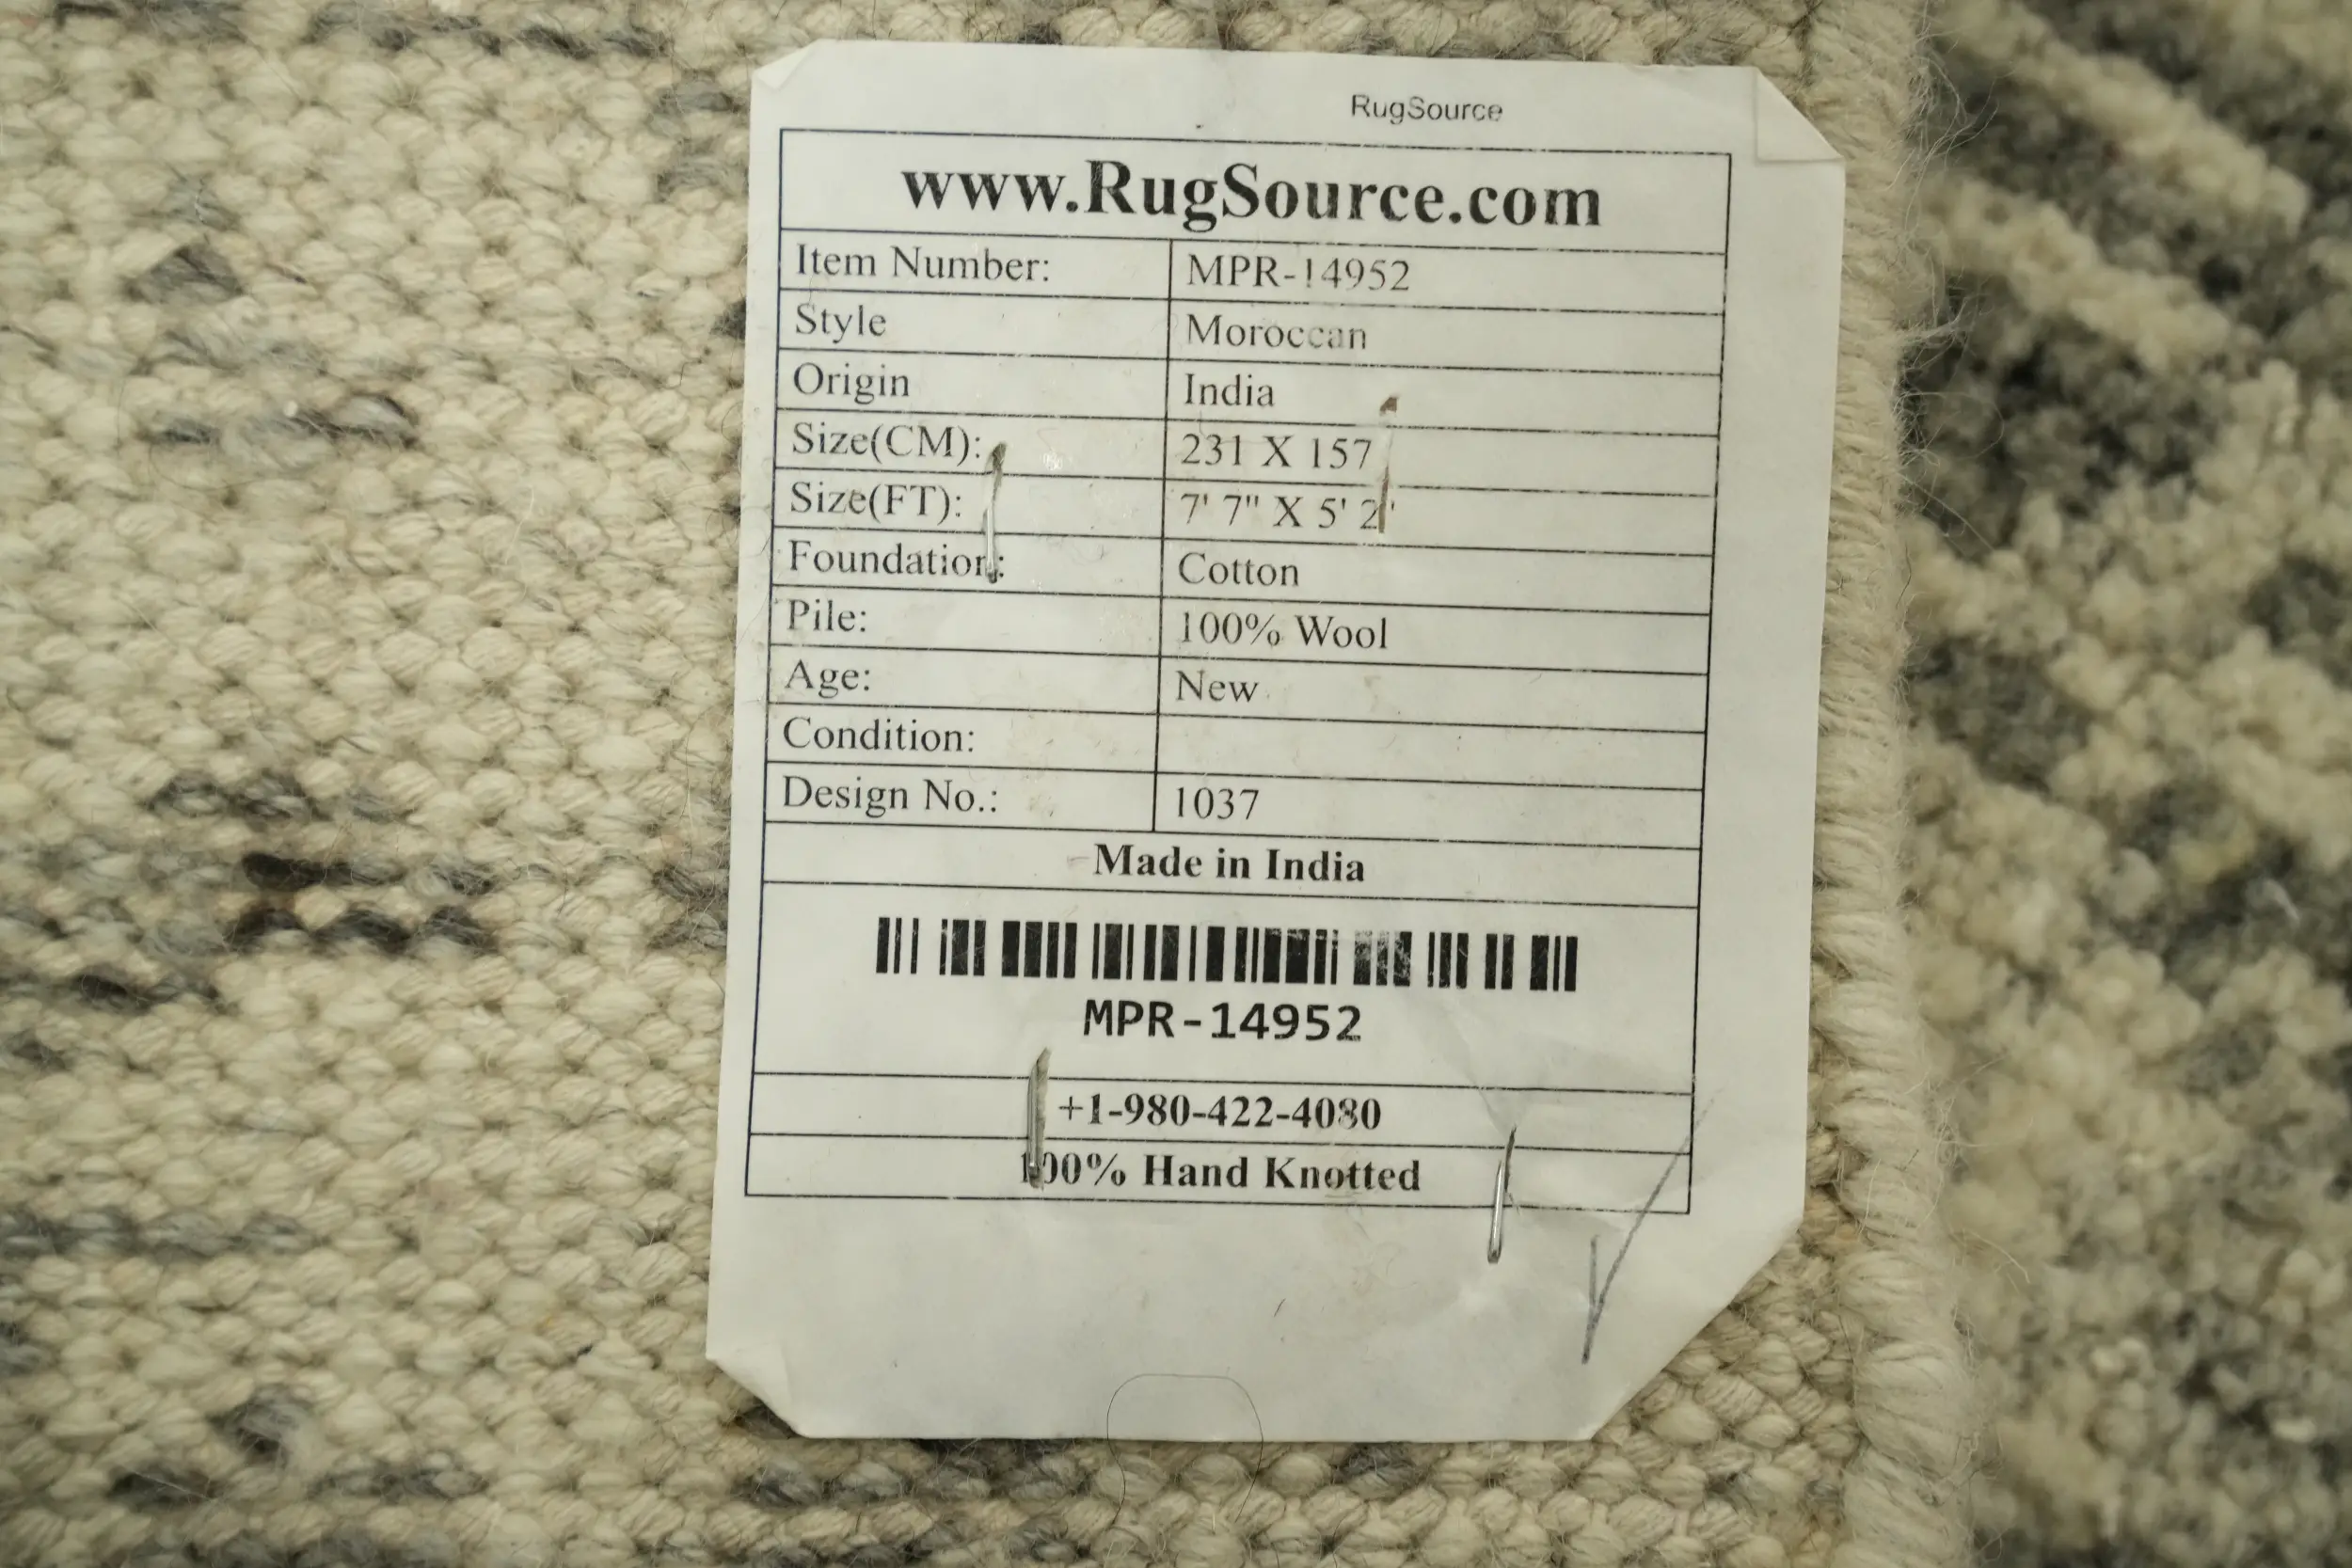 RugSource
www.RugSource.com
Item Number: MPR-14952
Style Moroccan
Origin India
Size(CM): 231 X 157
Size(FT): 7' 7" X 5' 2"
Foundation: Cotton
Pile: 100% Wool
Age: New
Condition:
Design No.: 1037
Made in India
MPR-14952
+1-980-422-4080
100% Hand Knotted